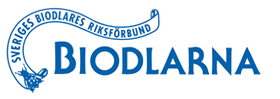 SVERIGES BIODLARES RIKSFÖRBUND
BIODLARNA